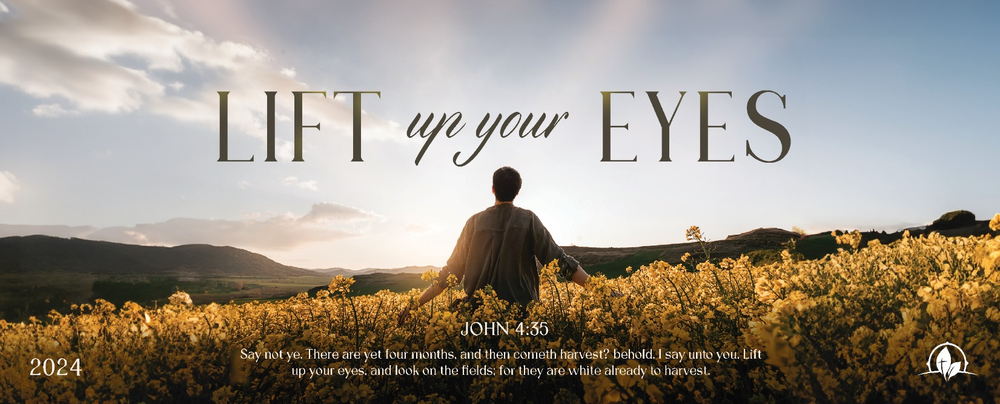 LIFT up your EYES
JOHN 4:35
Say not ye, There are yet four months, and then cometh harvest? behold, I say unto you, Lift
up your eyes, and look on the fields; for they are white already to harvest.
2024